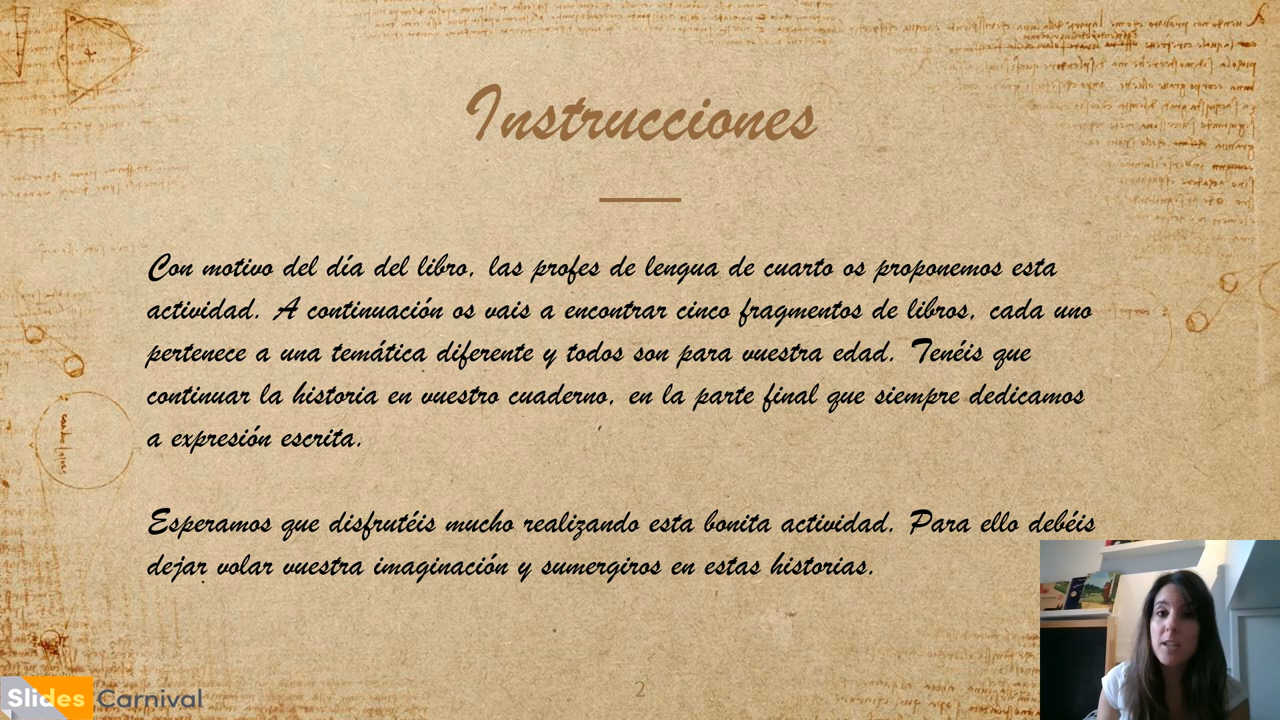 Instrucciones
Con motivo del día del libro, las profes de lengua de cuarto os proponemos esta
actividad. A continuación os vais a encontrar cinco fragmentos de libros, cada uno
pertenece a una temática diferente y todos son para vuestra edad. Tenéis que
continuar la historia en vuestro cuaderno, en la parte final que siempre dedicamos
a expresión escrita.
Esperamos que disfrutéis mucho realizando esta bonita actividad. Para ello debéis
dejar volar vuestra imaginación y sumergiros en estas historias.
2
Slides Carnival